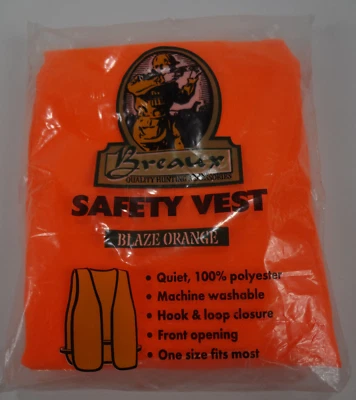 Breaux
QUALITY HUNTING ACCESSORIES
SAFETY VEST
BLAZE ORANGE
• Quiet, 100% polyester
• Machine washable
• Hook & loop closure
• Front opening
• One size fits most